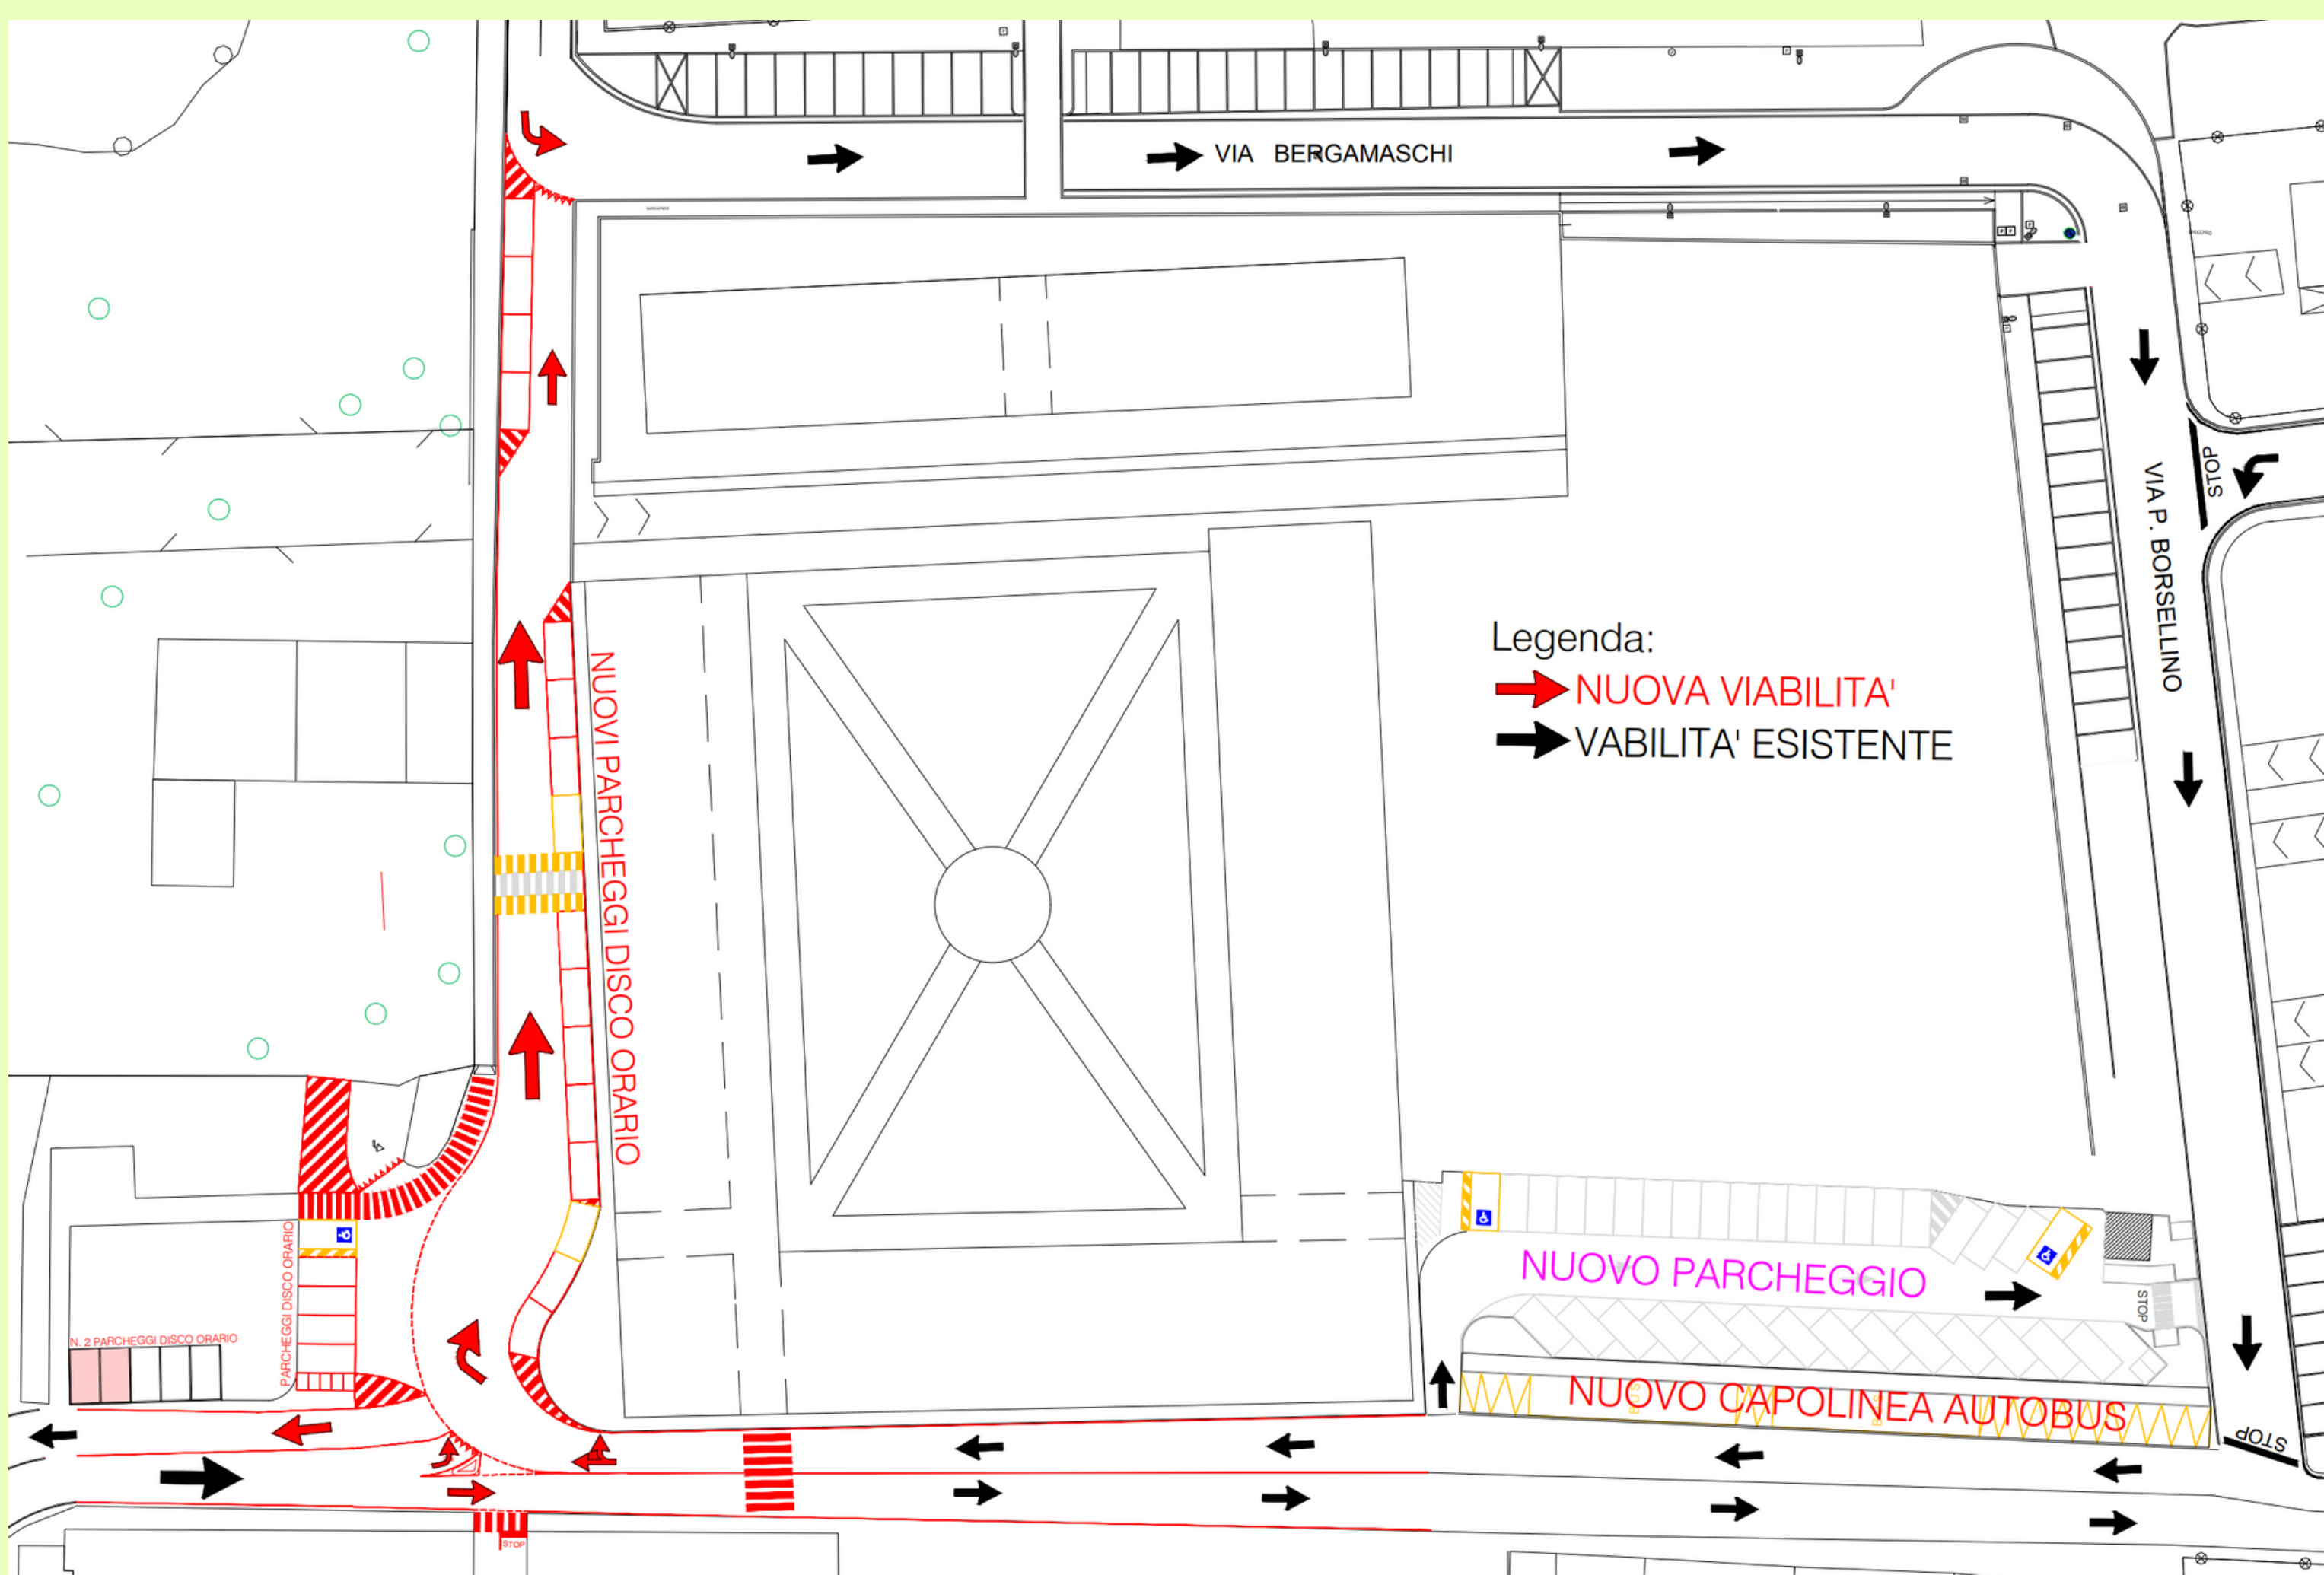 VIA BERGAMASCHI
STOP
VIA P. BORSELLINO
Legenda:
NUOVA VIABILITA'
VABILITA' ESISTENTE
NUOVI PARCHEGGI DISCO ORARIO
PARCHEGGI DISCO ORARIO
N. 2 PARCHEGGI DISCO ORARIO
NUOVO PARCHEGGIO
STOP
NUOVO CAPOLINEA AUTOBUS
STOP
STOP